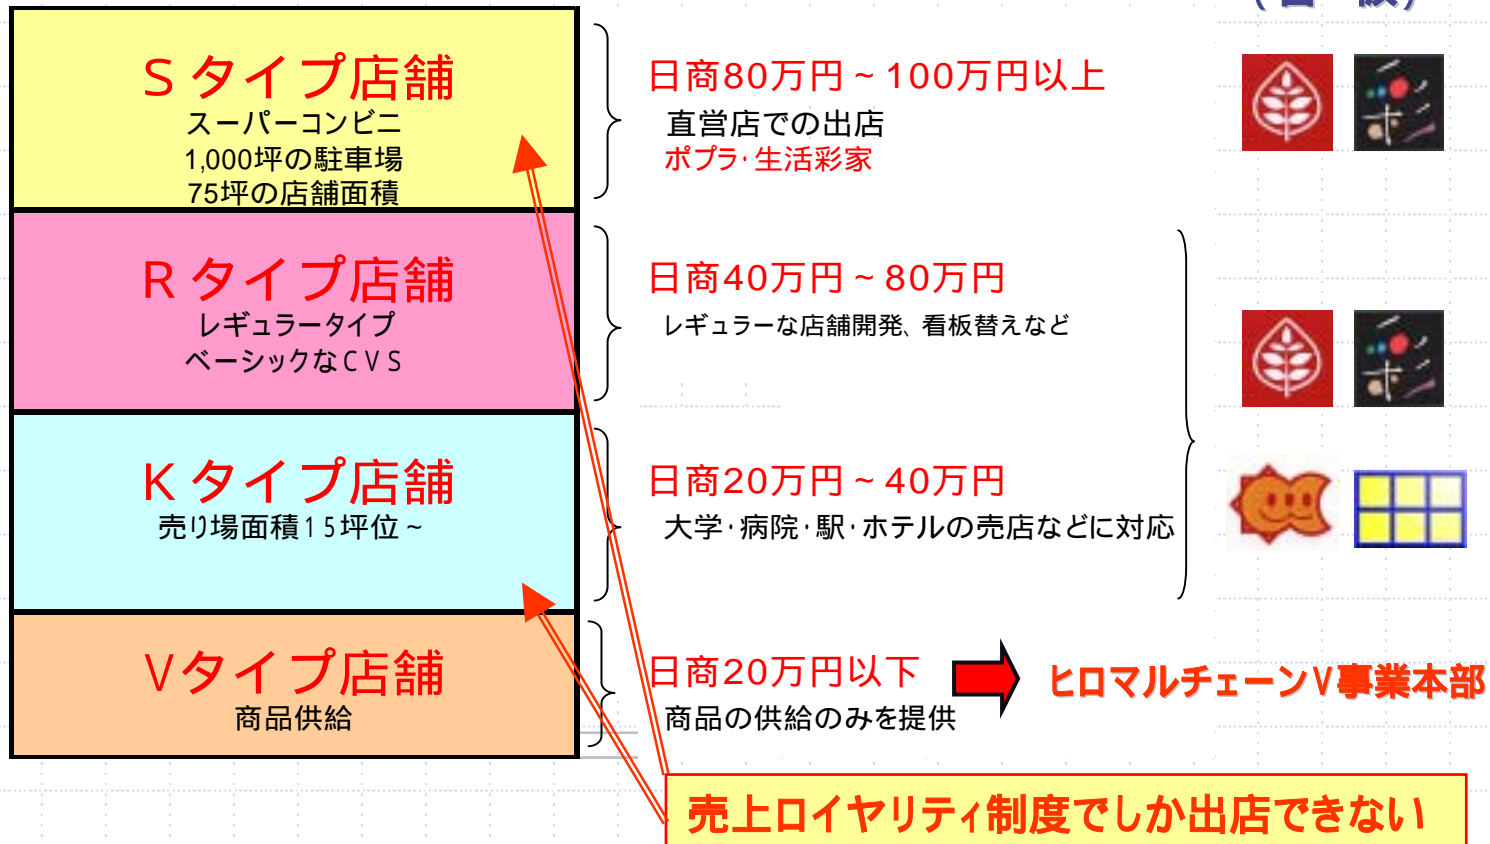 Sタイプ店舗
スーパーコンビニ
1,000坪の駐車場
75坪の店舗面積
日商80万円~100万円以上
直営店での出店
ポプラ・生活彩家
Rタイプ店舗
レギュラータイプ
ベーシックなCVS
日商40万円~80万円
レギュラーな店舗開発、看板替えなど
Kタイプ店舗
売り場面積15坪位~
日商20万円~40万円
大学・病院・駅・ホテルの売店などに対応
Vタイプ店舗
商品供給
日商20万円以下
商品の供給のみを提供
ヒロマルチェーンV事業本部
売上ロイヤリティ制度でしか出店できない